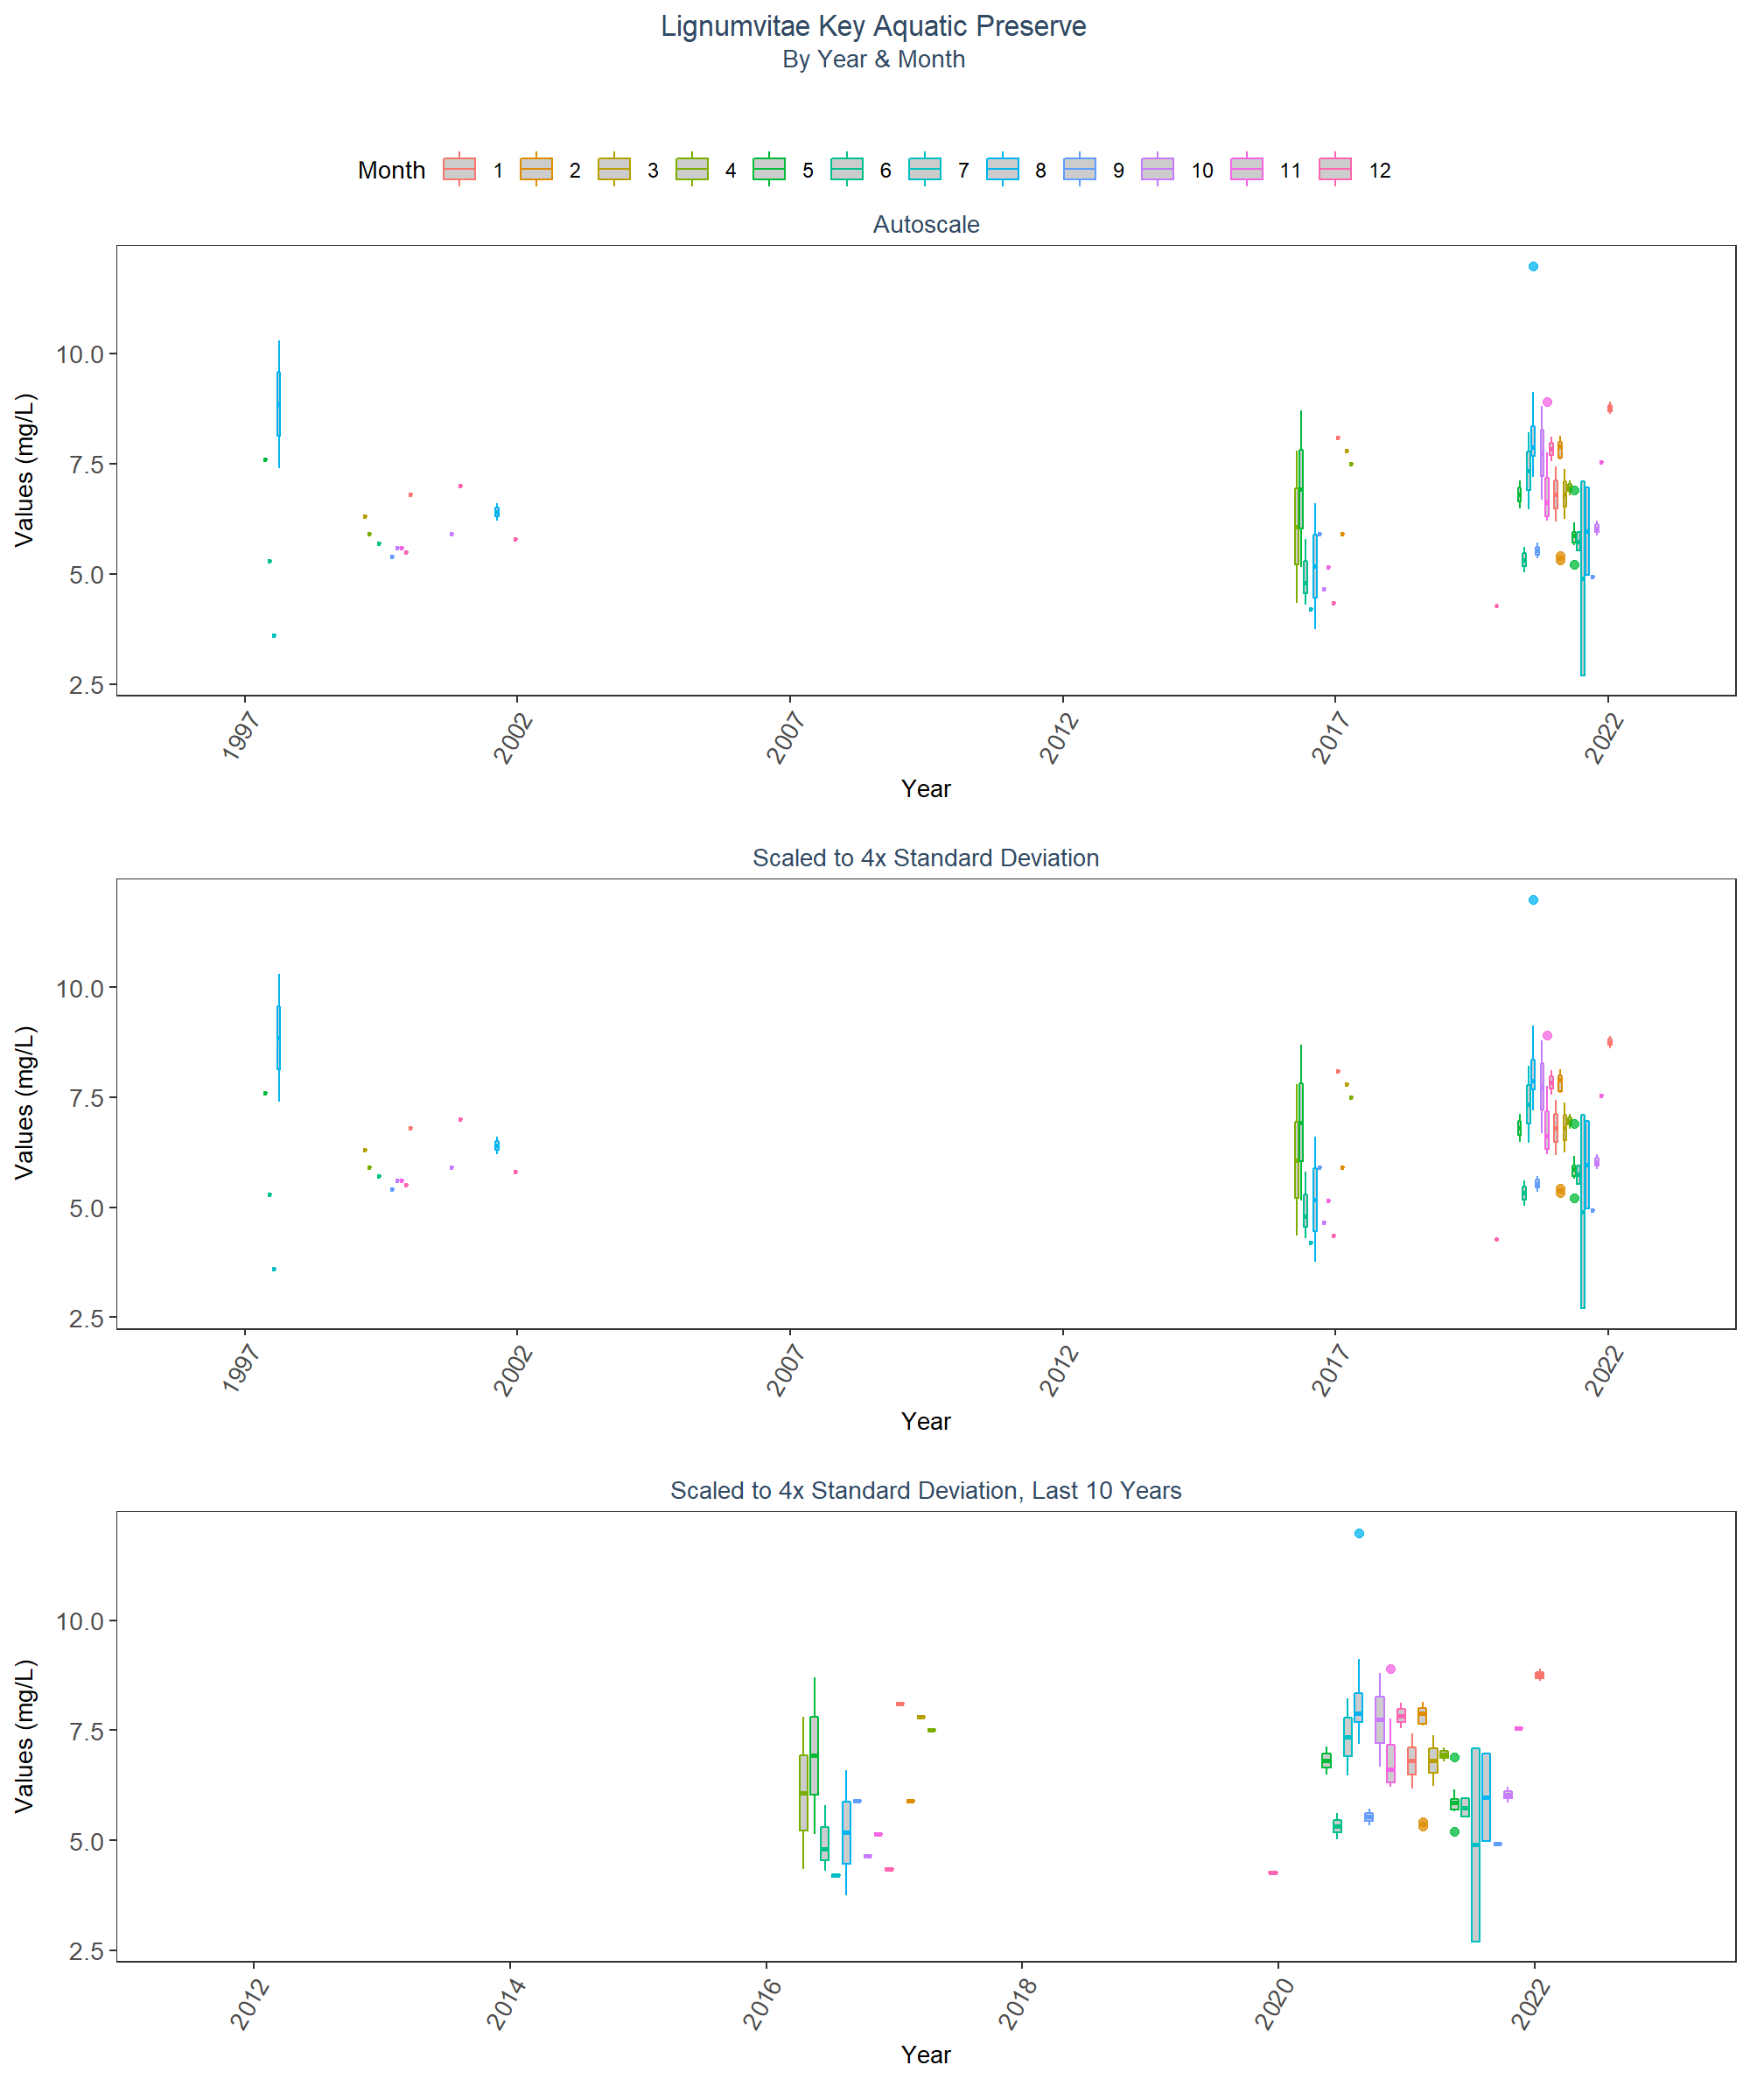 Lignumvitae Key Aquatic Preserve
By Year & Month
Month 1 2 3 4 5 6 7 8 9 10 11 12
Autoscale
Values (mg/L)
10.0
7.5
5.0
2.5
1997 2002 2007 2012 2017 2022
Year
Scaled to 4x Standard Deviation
Values (mg/L)
10.0
7.5
5.0
2.5
1997 2002 2007 2012 2017 2022
Year
Scaled to 4x Standard Deviation, Last 10 Years
Values (mg/L)
10.0
7.5
5.0
2.5
2012 2014 2016 2018 2020 2022
Year